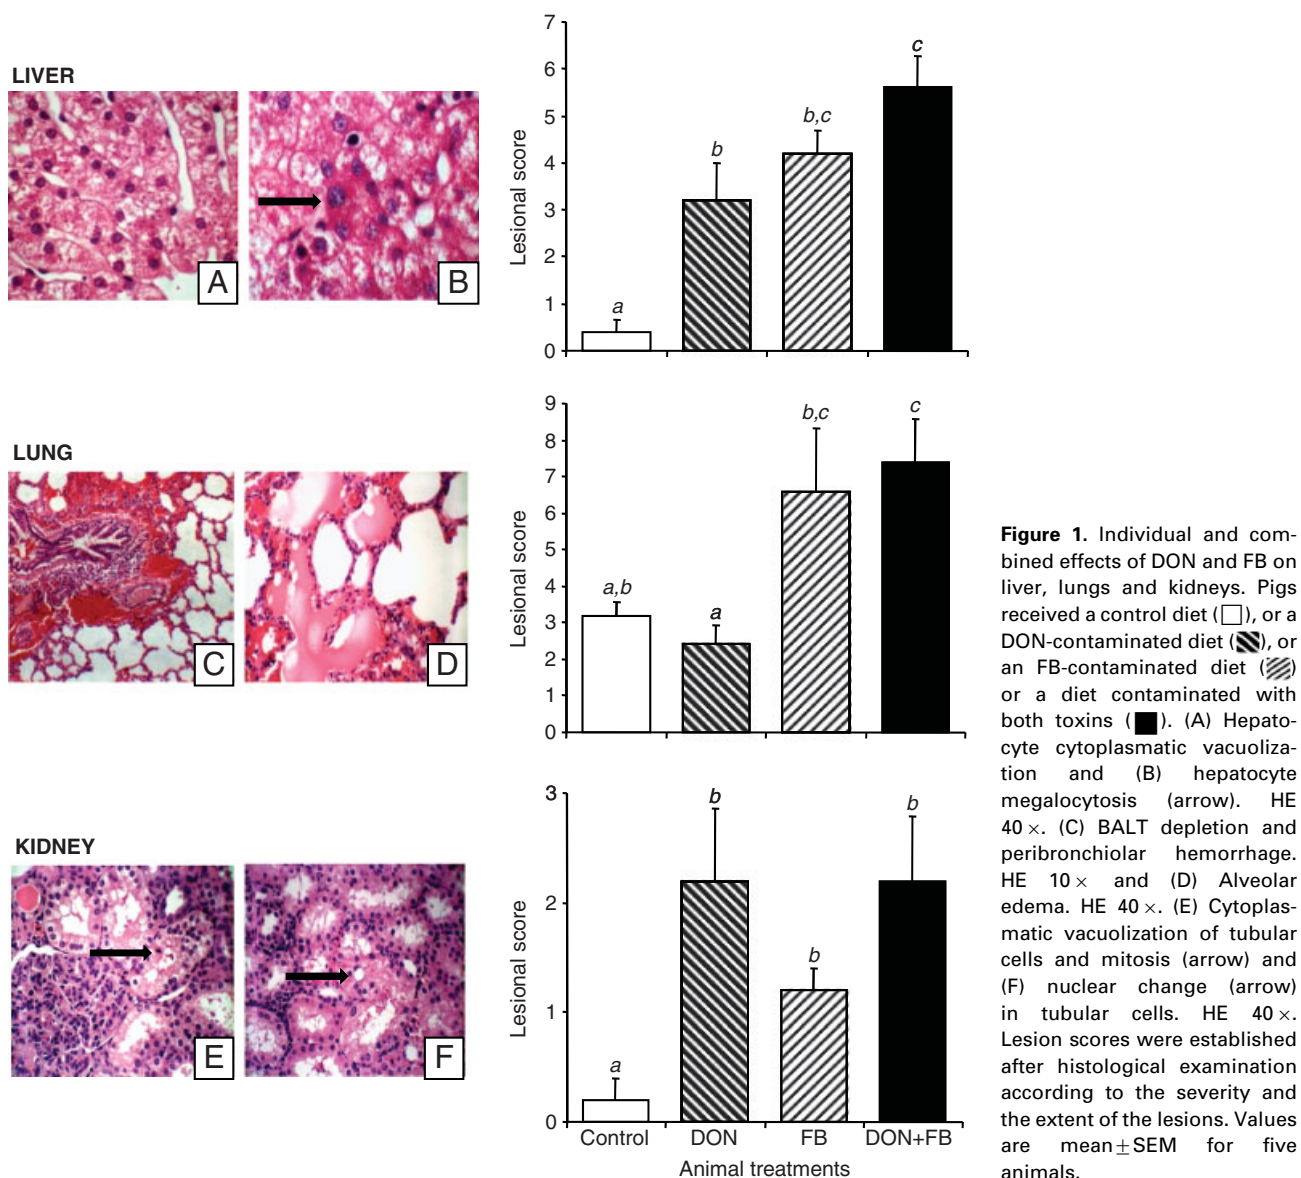 LIVER
A
B
Lesional score
7
6
5
4
3
2
1
0
a
b
b,c
c
LUNG
C
D
Lesional score
9
8
7
6
5
4
3
2
1
0
a,b
a
b,c
c
KIDNEY
E
F
Lesional score
3
2
1
0
a
b
b
b
Control
DON
FB
DON+FB
Animal treatments
Figure 1. Individual and com-
bined effects of DON and FB on
liver, lungs and kidneys. Pigs
received a control diet (□), or a
DON-contaminated diet (), or
an FB-contaminated diet ()
or a diet contaminated with
both toxins (■). (A) Hepato-
cyte cytoplasmatic vacuoliza-
tion and (B) hepatocyte
megalocytosis (arrow). HE
40×. (C) BALT depletion and
peribronchiolar hemorrhage.
HE 10× and (D) Alveolar
edema. HE 40×. (E) Cytoplas-
matic vacuolization of tubular
cells and mitosis (arrow) and
(F) nuclear change (arrow)
in tubular cells. HE 40×.
Lesion scores were established
after histological examination
according to the severity and
the extent of the lesions. Values
are mean±SEM for five
animals.